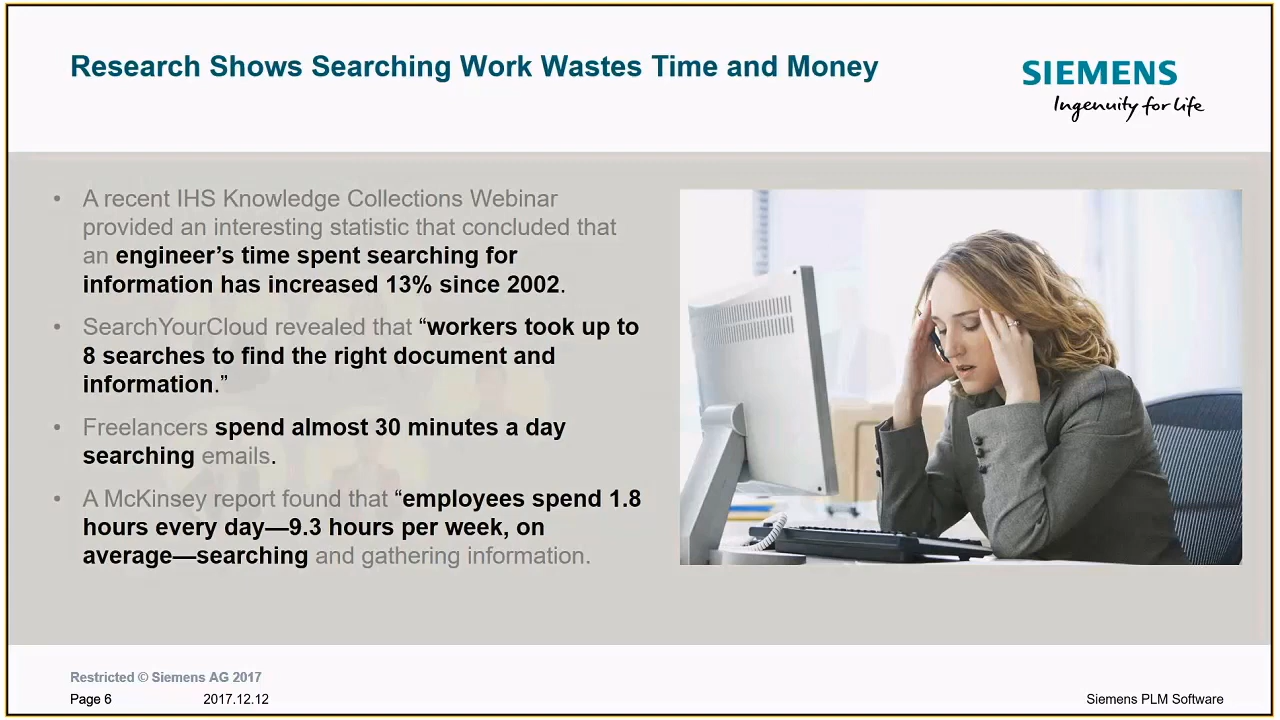 Research Shows Searching Work Wastes Time and Money
SIEMENS
Ingenuity for life
• A recent IHS Knowledge Collections Webinar
provided an interesting statistic that concluded that
an engineer’s time spent searching for
information has increased 13% since 2002.
• SearchYourCloud revealed that “workers took up to
8 searches to find the right document and
information.”
• Freelancers spend almost 30 minutes a day
searching emails.
• A McKinsey report found that “employees spend 1.8
hours every day—9.3 hours per week, on
average—searching and gathering information.
Restricted © Siemens AG 2017
Page 6 2017.12.12 Siemens PLM Software